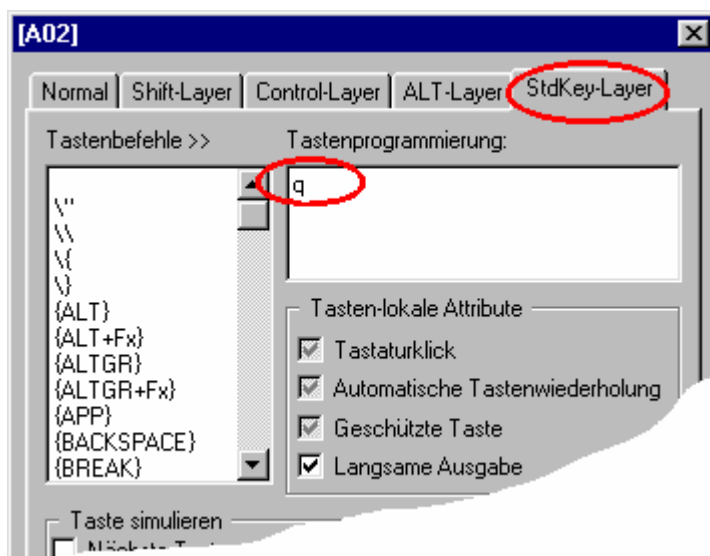 [A02]
Normal Shift-Layer Control-Layer ALT-Layer StdKey-Layer
Tastenbefehle >>
\"
\\
\{
\}
{ALT}
{ALT+Fx}
{ALTGR}
{ALTGR+Fx}
{APP}
{BACKSPACE}
{BREAK}
Tastenprogrammierung:
q
Tasten-lokale Attribute
Tastaturklick
Automatische Tastenwiederholung
Geschützte Taste
Langsame Ausgabe
Taste simulieren